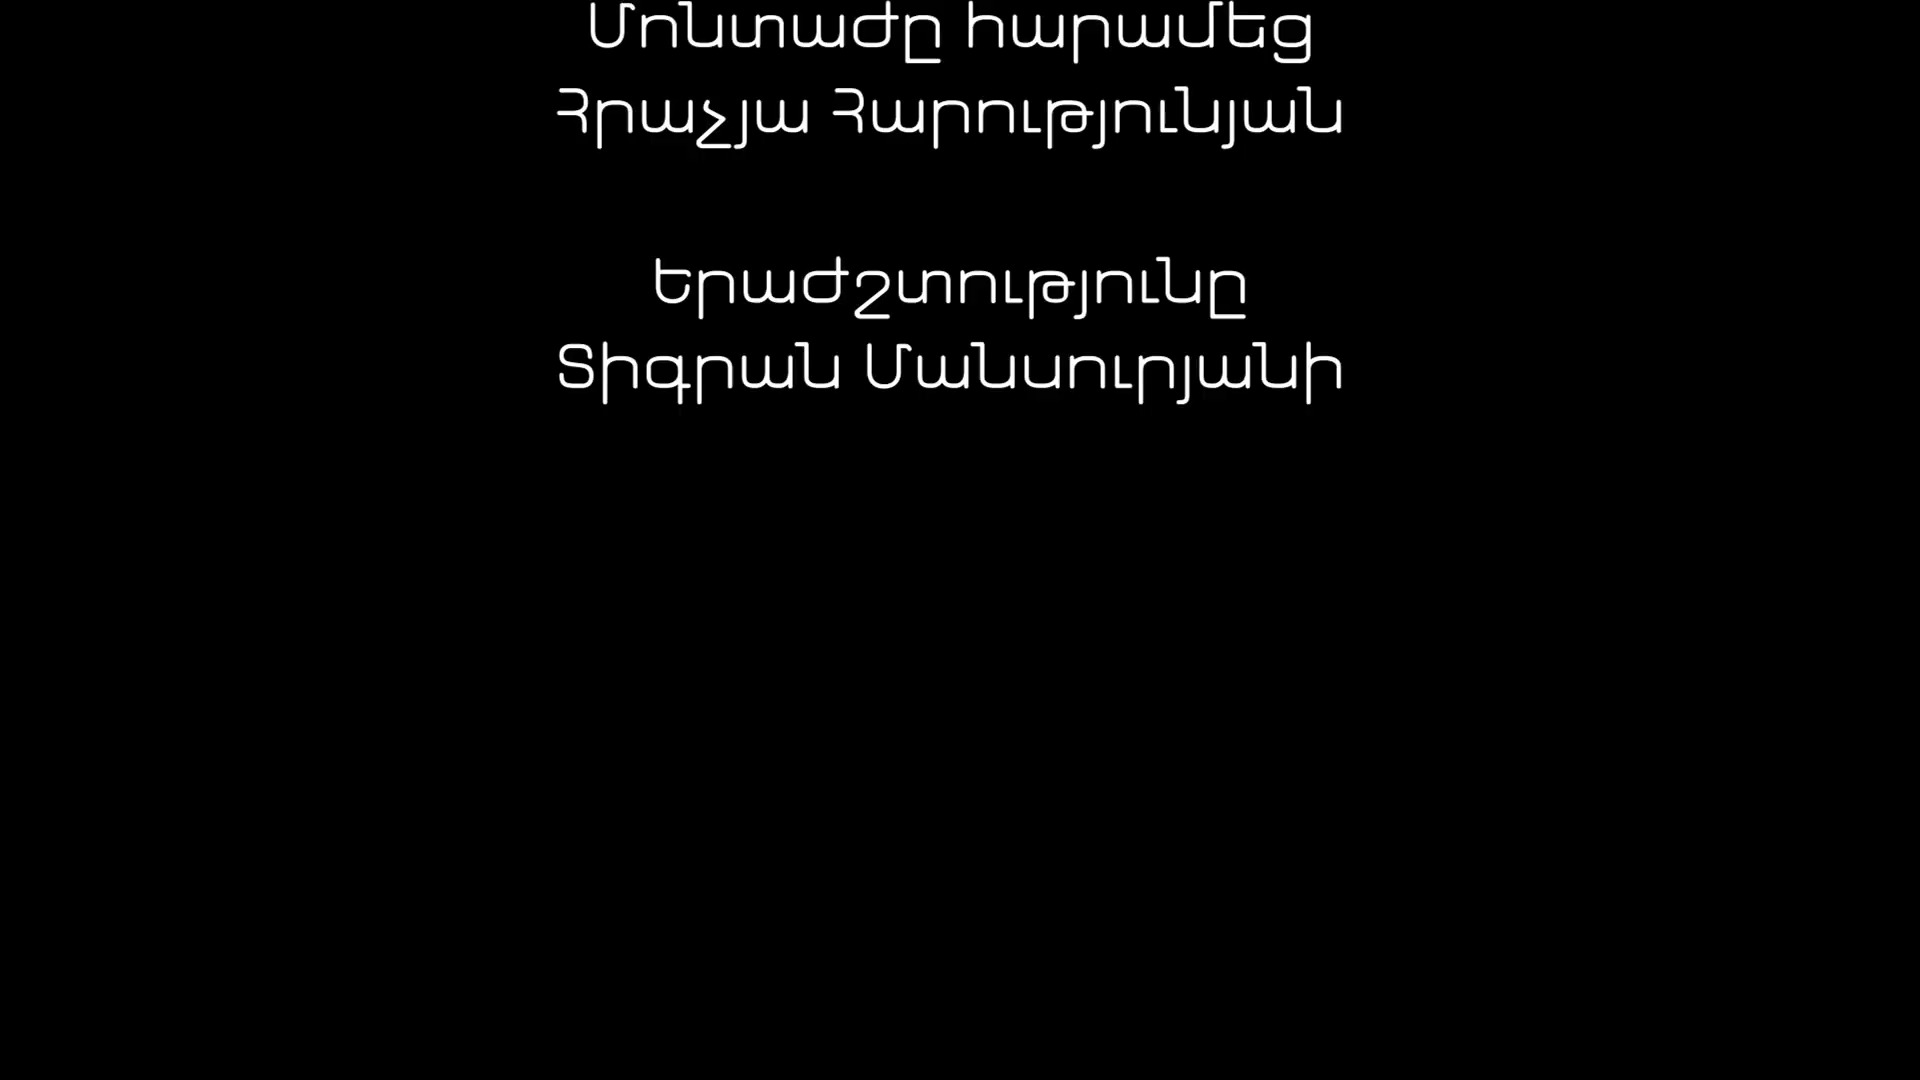 Մոնտաժը հարամեց
Հրաչյա Հարությունյան
Երաժշտությունը
Տիգրան Մանսուրյանի